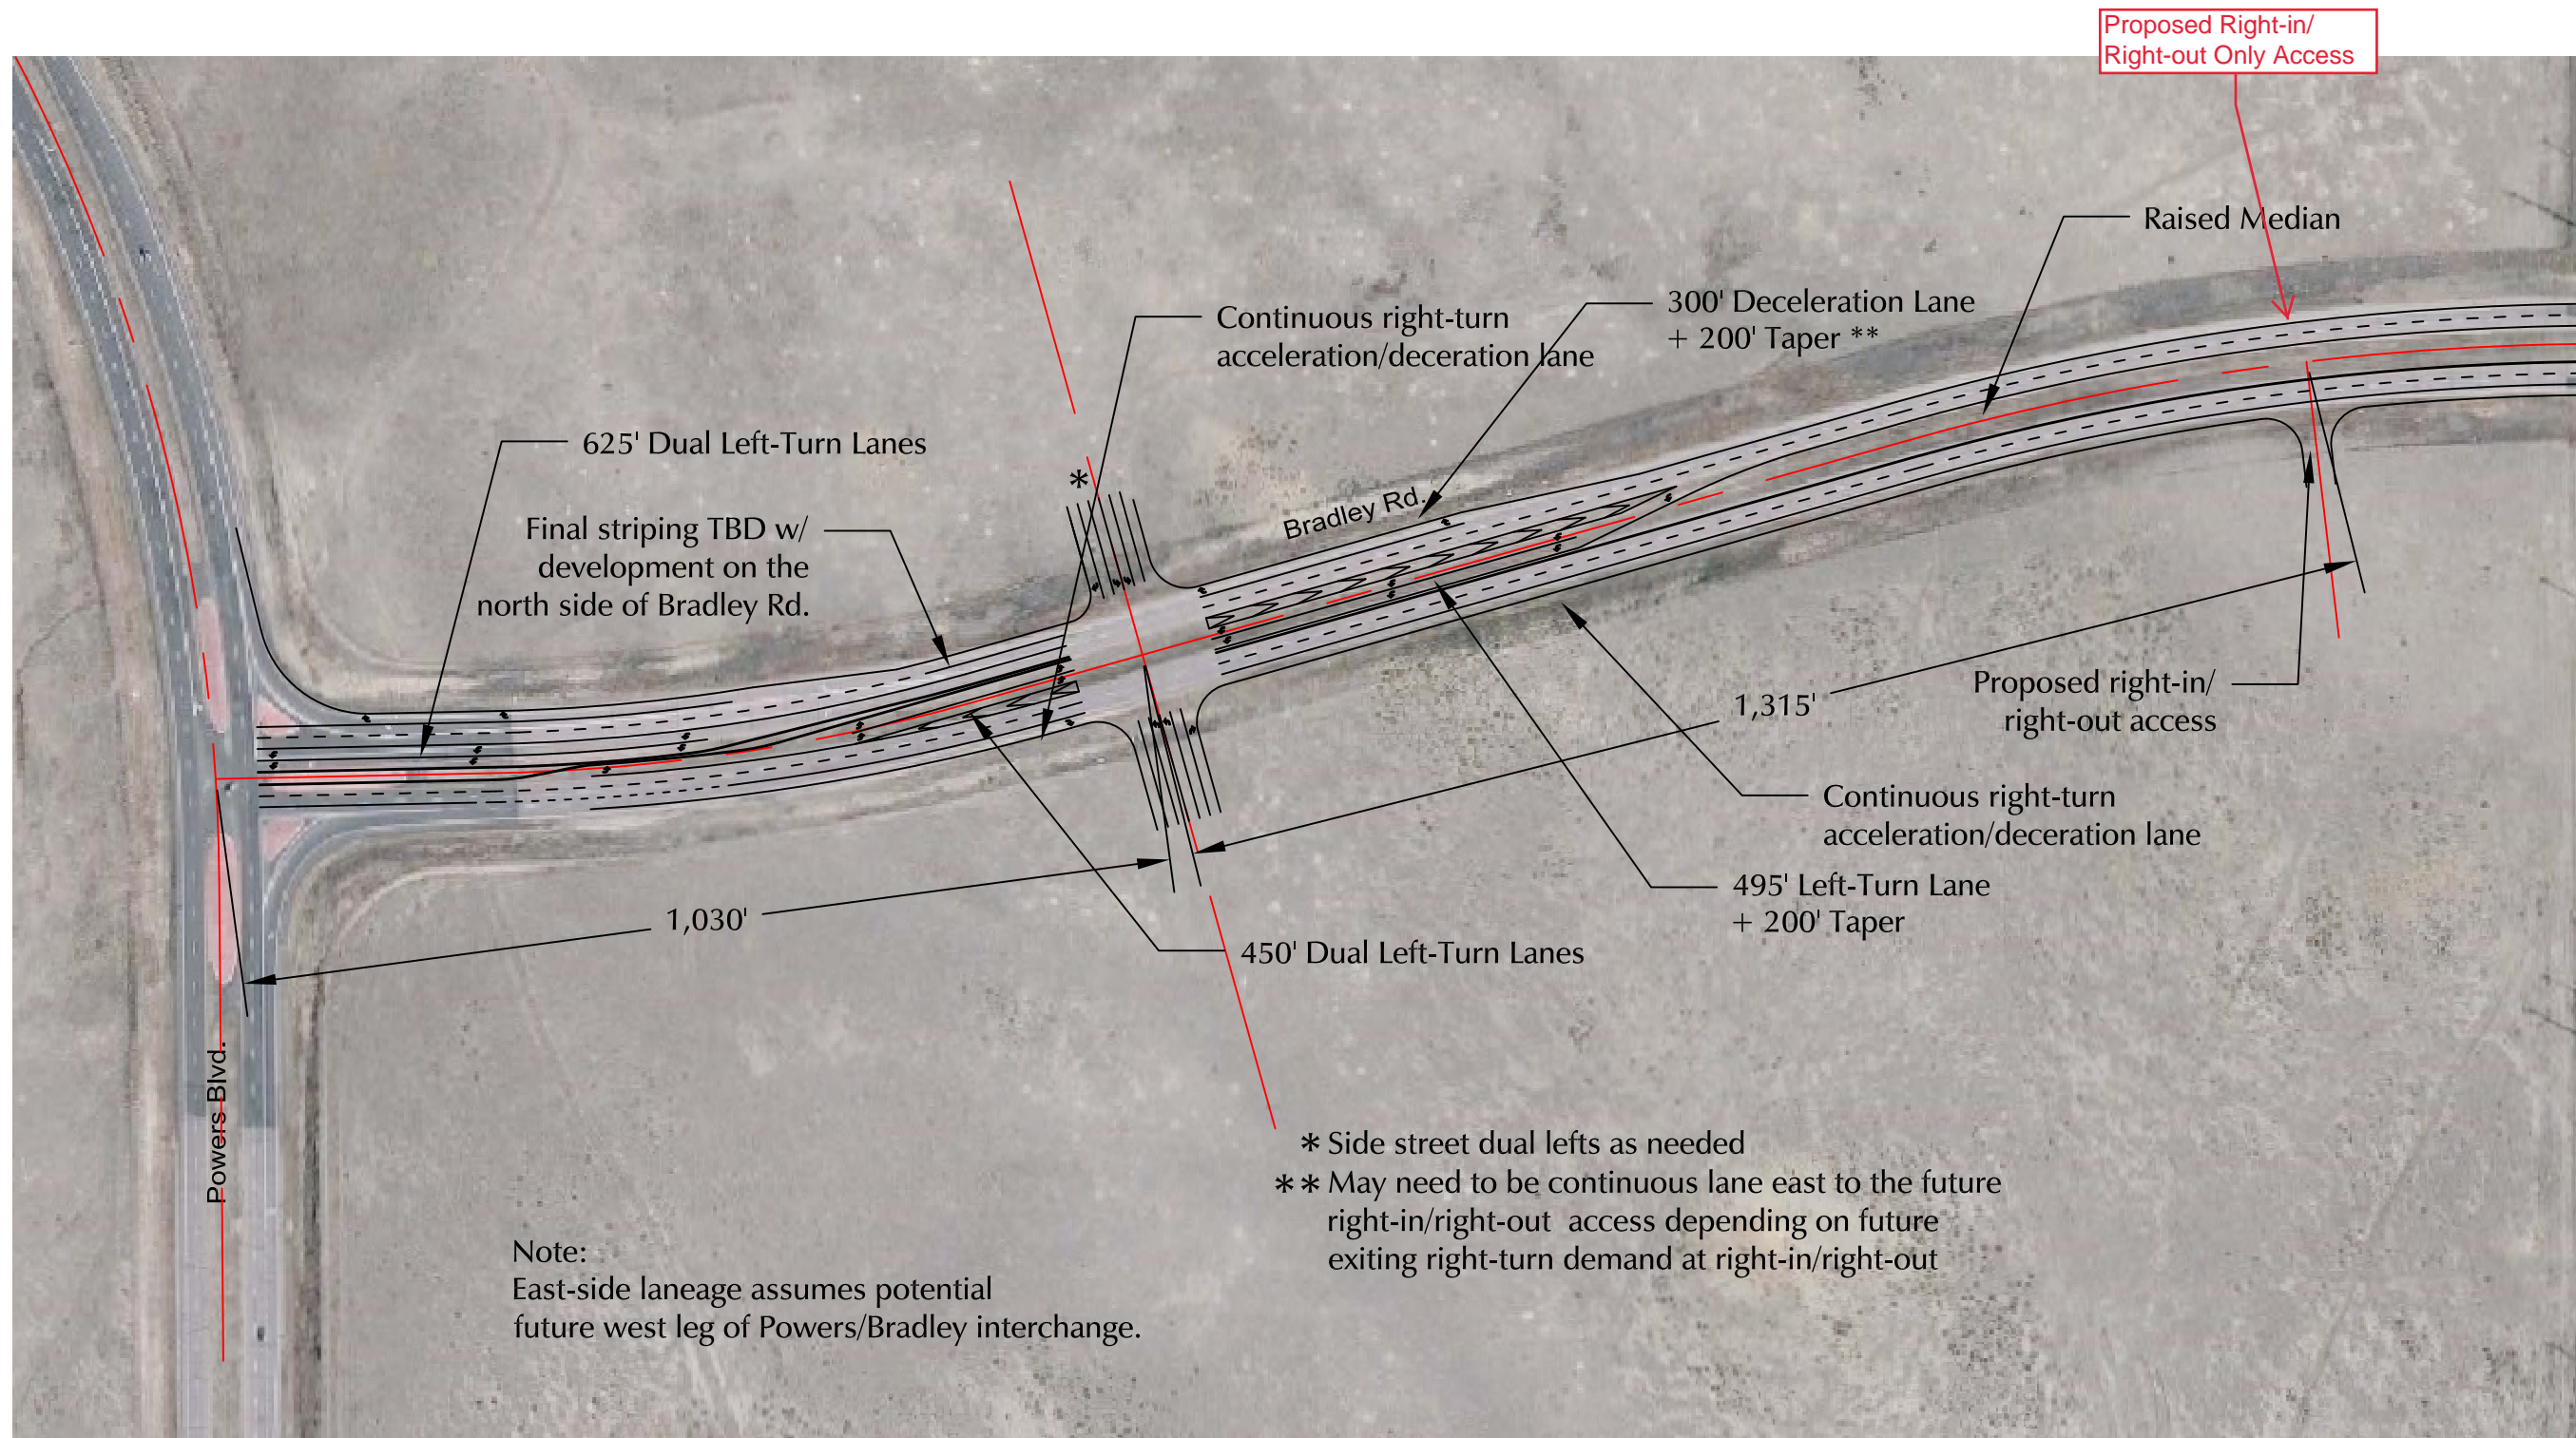 Proposed Right-in/
Right-out Only Access
Raised Median
300' Deceleration Lane
+ 200' Taper **
Continuous right-turn
acceleration/deceration lane
625' Dual Left-Turn Lanes
*
Bradley Rd.
Final striping TBD w/
development on the
north side of Bradley Rd.
Proposed right-in/
right-out access
1,315'
Continuous right-turn
acceleration/deceration lane
495' Left-Turn Lane
+ 200' Taper
1,030'
450' Dual Left-Turn Lanes
Powers Blvd.
* Side street dual lefts as needed
** May need to be continuous lane east to the future
right-in/right-out access depending on future
exiting right-turn demand at right-in/right-out
Note:
East-side laneage assumes potential
future west leg of Powers/Bradley interchange.